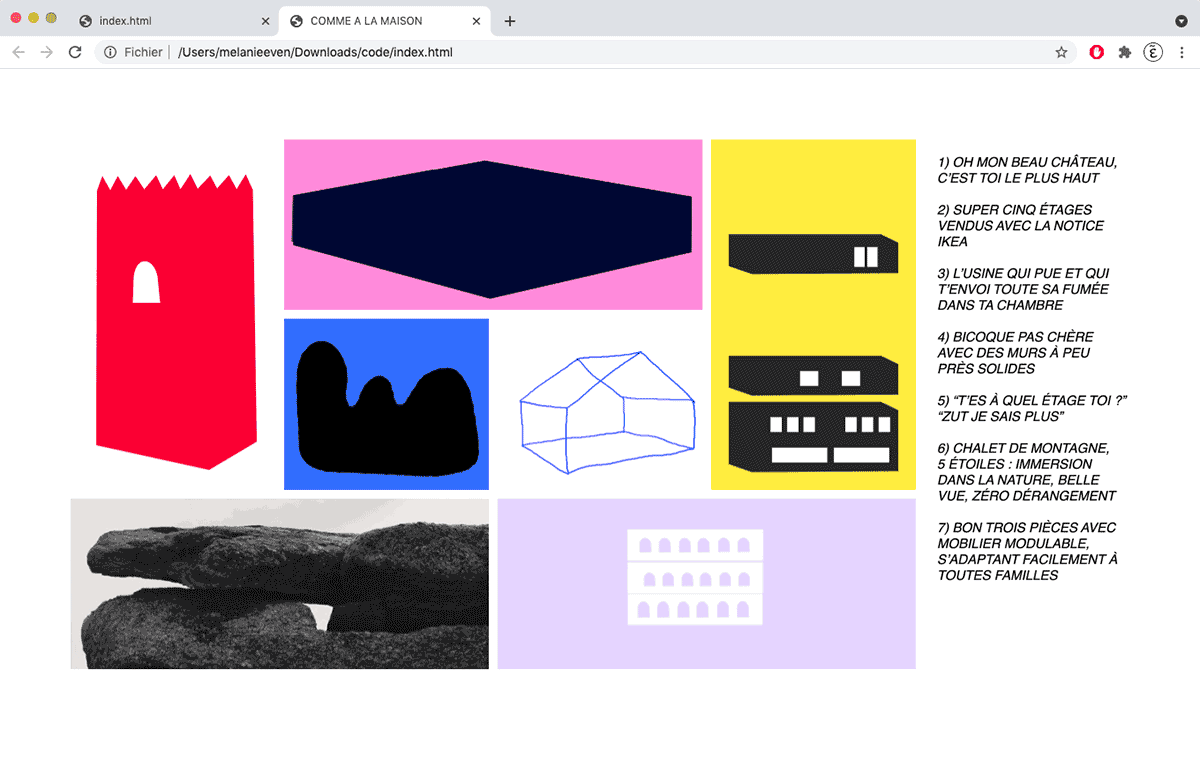 index.html
COMME A LA MAISON
Fichier
/Users/melanieeven/Downloads/code/index.html
1) OH MON BEAU CHÂTEAU,
C'EST TOI LE PLUS HAUT
2) SUPER CINQ ÉTAGES
VENDUS AVEC LA NOTICE
IKEA
3) L'USINE QUI PUE ET QUI
T'ENVOI TOUTE SA FUMÉE
DANS TA CHAMBRE
4) BICOQUE PAS CHÈRE
AVEC DES MURS À PEU
PRÈS SOLIDES
5) “T'ES À QUEL ÉTAGE TOI ?”
“ZUT JE SAIS PLUS”
6) CHALET DE MONTAGNE,
5 ÉTOILES : IMMERSION
DANS LA NATURE, BELLE
VUE, ZÉRO DÉRANGEMENT
7) BON TROIS PIÈCES AVEC
MOBILIER MODULABLE,
S'ADAPTANT FACILEMENT À
TOUTES FAMILLES